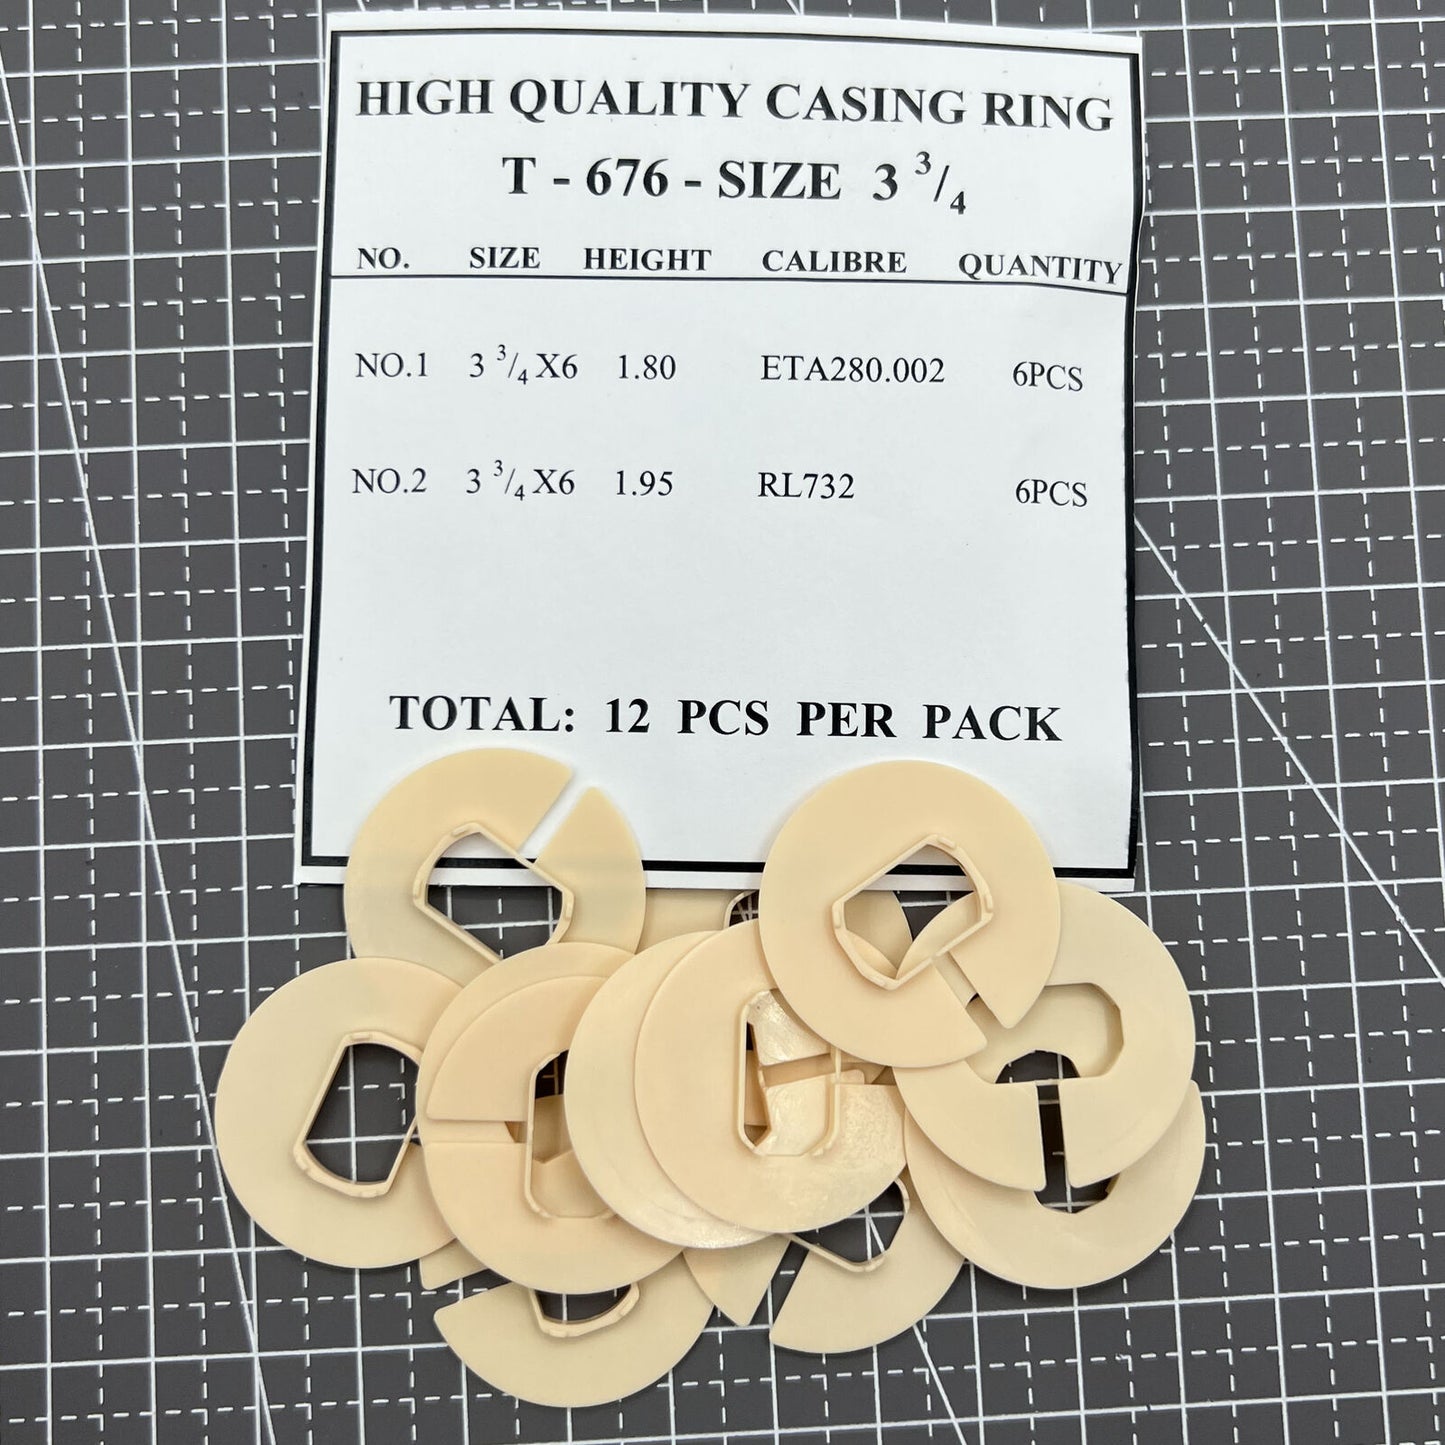 HIGH QUALITY CASING RING
T - 676 - SIZE 3 3/4
NO. SIZE HEIGHT CALIBRE QUANTITY
NO.1 3 3/4 X6 1.80 ETA280.002 6PCS
NO.2 3 3/4 X6 1.95 RL732 6PCS
TOTAL: 12 PCS PER PACK